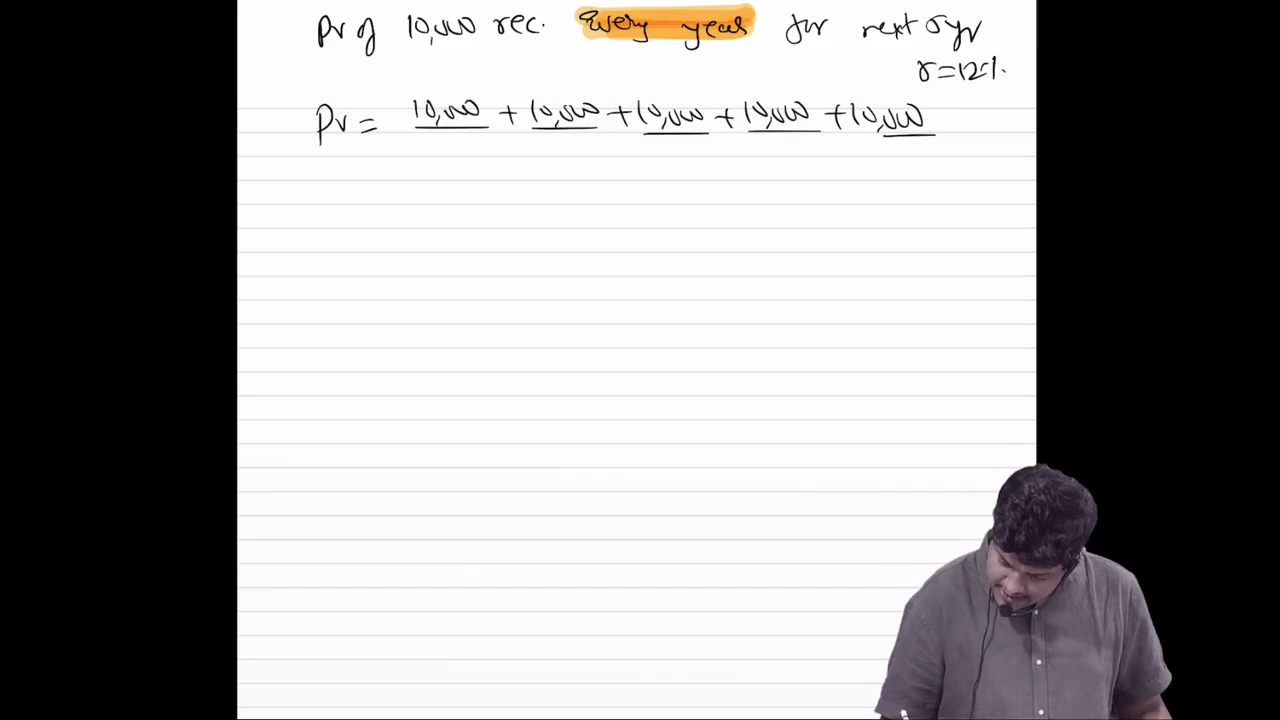 PV of 10,000 rec. Every year for next 5yr
r=12%.
PV = 10,000 + 10,000 + 10,000 + 10,000 + 10,000